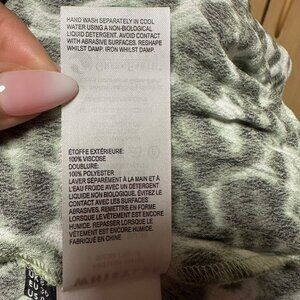 HAND WASH SEPARATELY IN COOL
WATER USING A NON-BIOLOGICAL
LIQUID DETERGENT. AVOID CONTACT
WITH ABRASIVE SURFACES. RESHAPE
WHILST DAMP. IRON WHILST DAMP.
ÉTOFFE EXTÉRIEURE:
100% VISCOSE
DOUBLURE:
100% POLYESTER
LAVER SÉPARÉMENT À LA MAIN ET À
L'EAU FROIDE AVEC UN DÉTERGENT
LIQUIDE NON BIOLOGIQUE. ÉVITEZ LE
CONTACT AVEC LES SURFACES
ABRASIVES. REMETTRE EN FORME
LORSQUE LE VÊTEMENT EST ENCORE
HUMIDE. REPASSER LORSQUE LE
VÊTEMENT EST ENCORE HUMIDE.
FABRIQUÉ EN CHINE